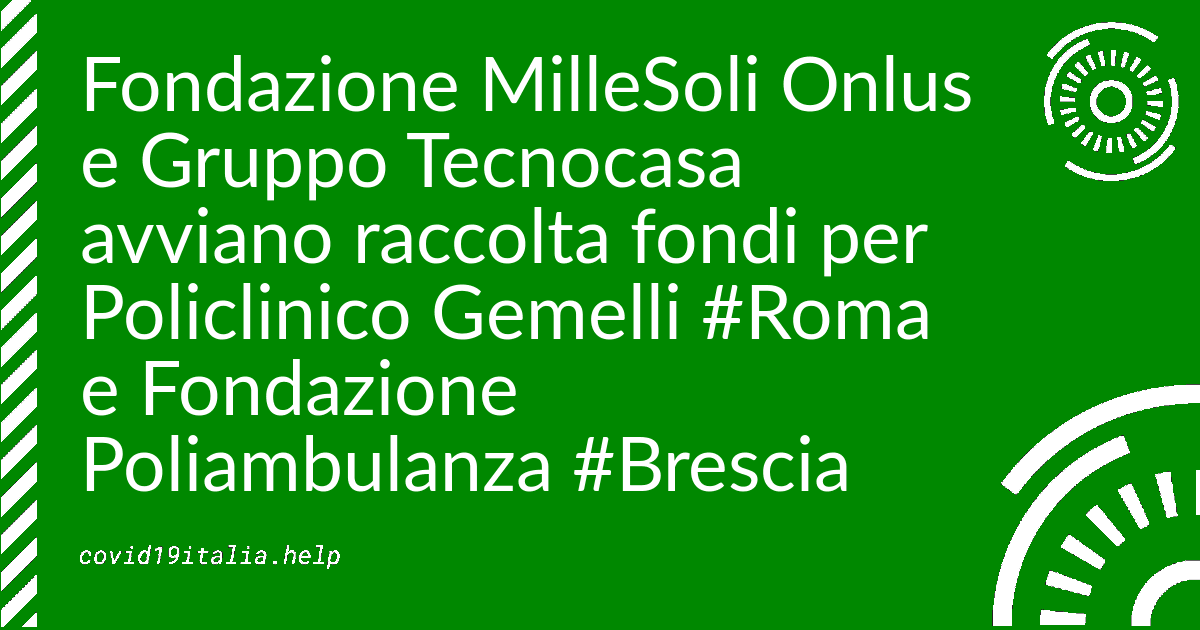 Fondazione MilleSoli Onlus
e Gruppo Tecnocasa
avviano raccolta fondi per
Policlinico Gemelli #Roma
e Fondazione
Poliambulanza #Brescia
covid19italia.help